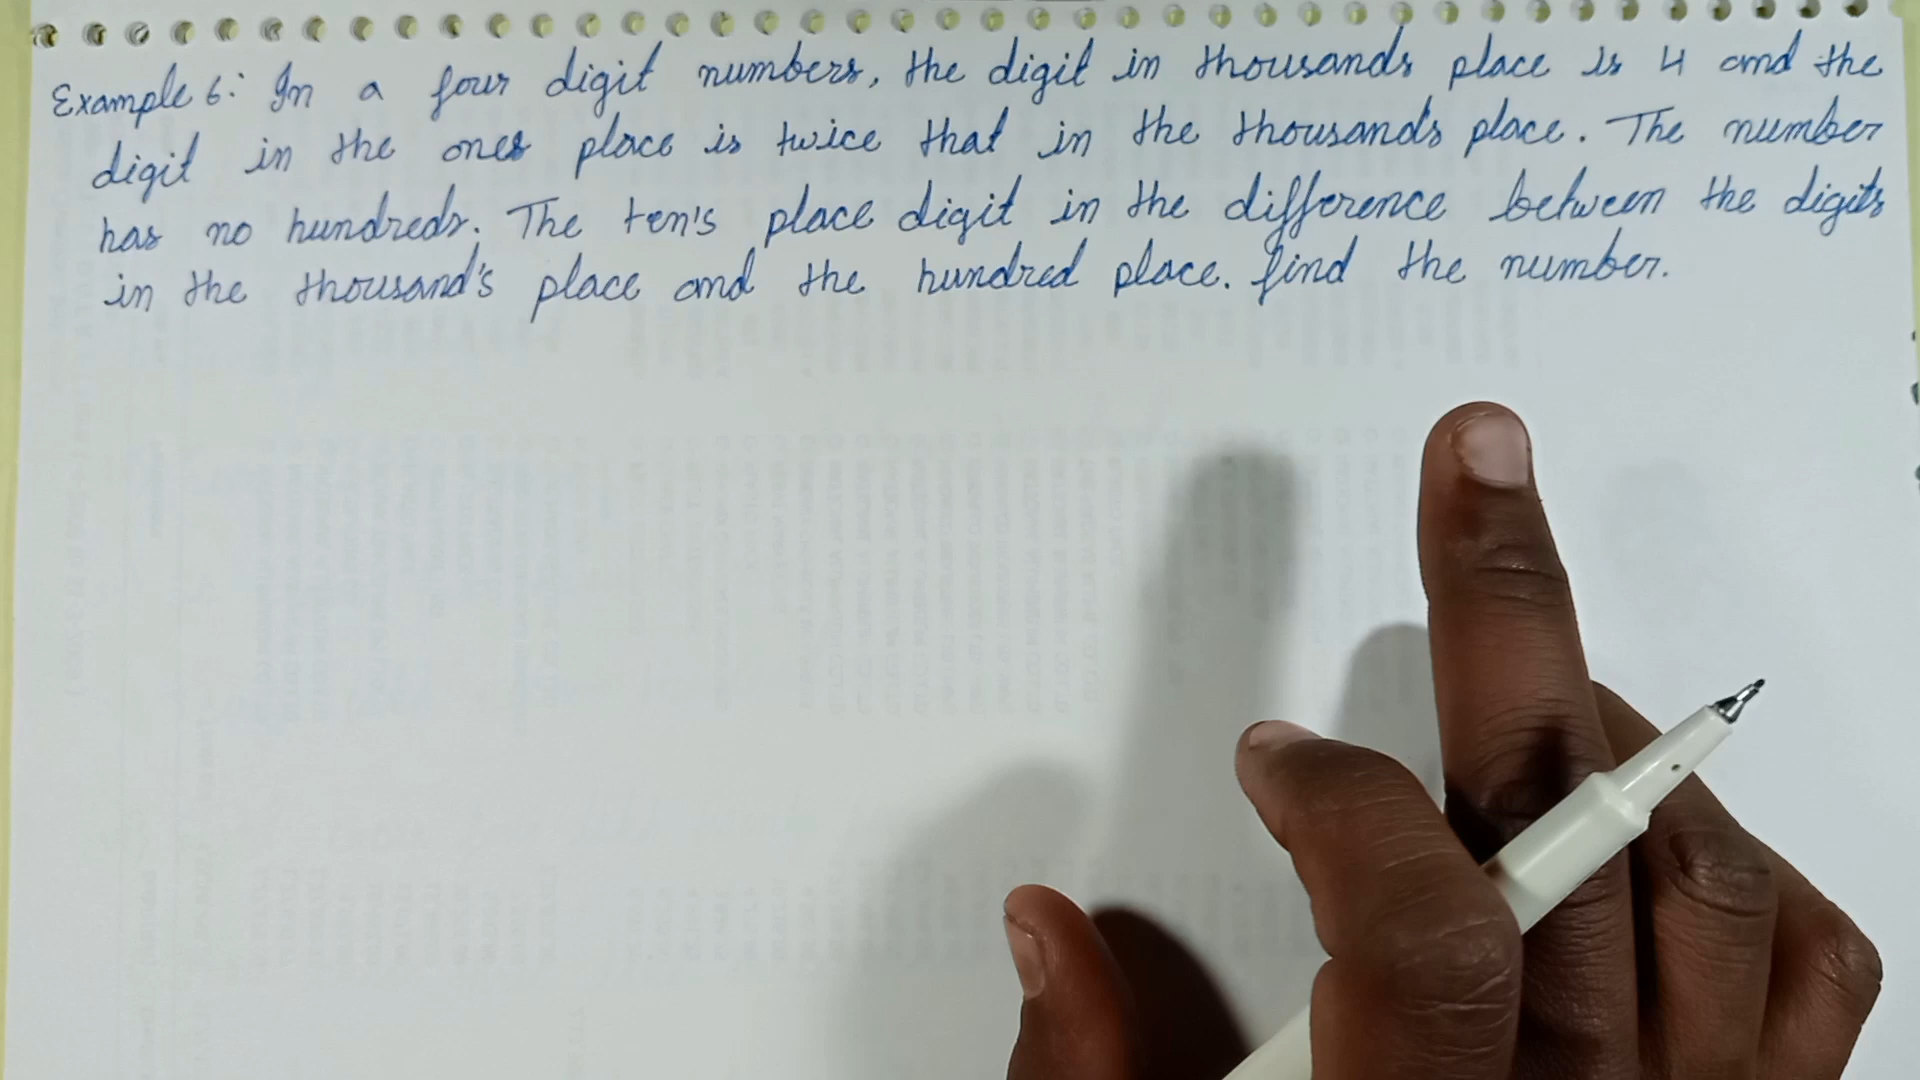 Example 6: In a four digit numbers, the digit in thousands place is 4 and the
digit in the ones place is twice that in the thousands place. The number
has no hundreds. The ten's place digit in the difference between the digits
in the thousand's place and the hundred place. find the number.